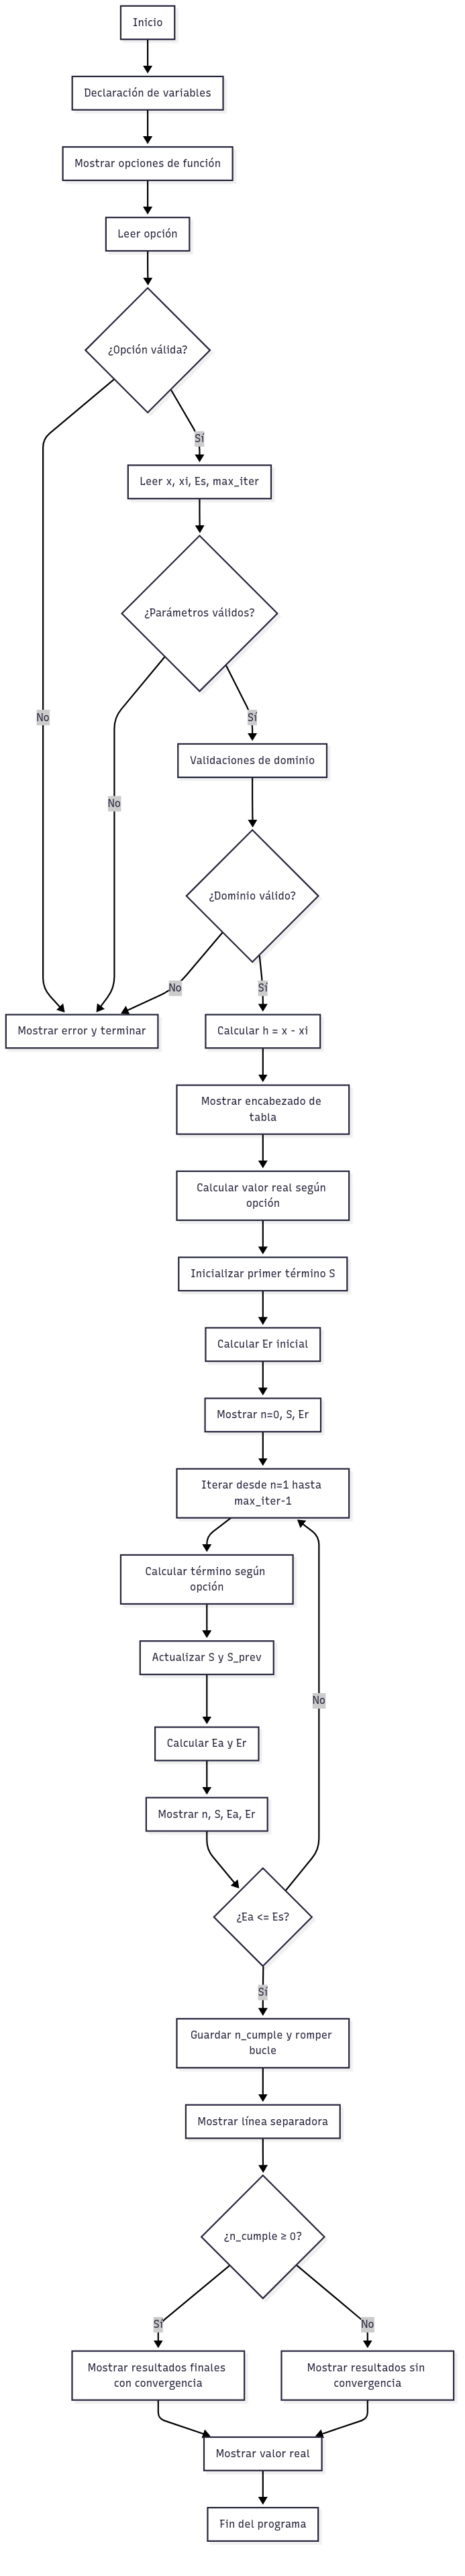 Inicio
Declaración de variables
Mostrar opciones de función
Leer opción
¿Opción válida?
Sí
Leer x, xi, Es, max_iter
¿Parámetros válidos?
No
Sí
Validaciones de dominio
No
¿Dominio válido?
No
Sí
Mostrar error y terminar
Calcular h = x - xi
Mostrar encabezado de
tabla
Calcular valor real según
opción
Inicializar primer término S
Calcular Er inicial
Mostrar n=0, S, Er
Iterar desde n=1 hasta
max_iter-1
Calcular término según
opción
Actualizar S y S_prev
No
Calcular Ea y Er
Mostrar n, S, Ea, Er
¿Ea <= Es?
Sí
Guardar n_cumple y romper
bucle
Mostrar línea separadora
¿n_cumple ≥ 0?
Sí
No
Mostrar resultados finales
con convergencia
Mostrar resultados sin
convergencia
Mostrar valor real
Fin del programa